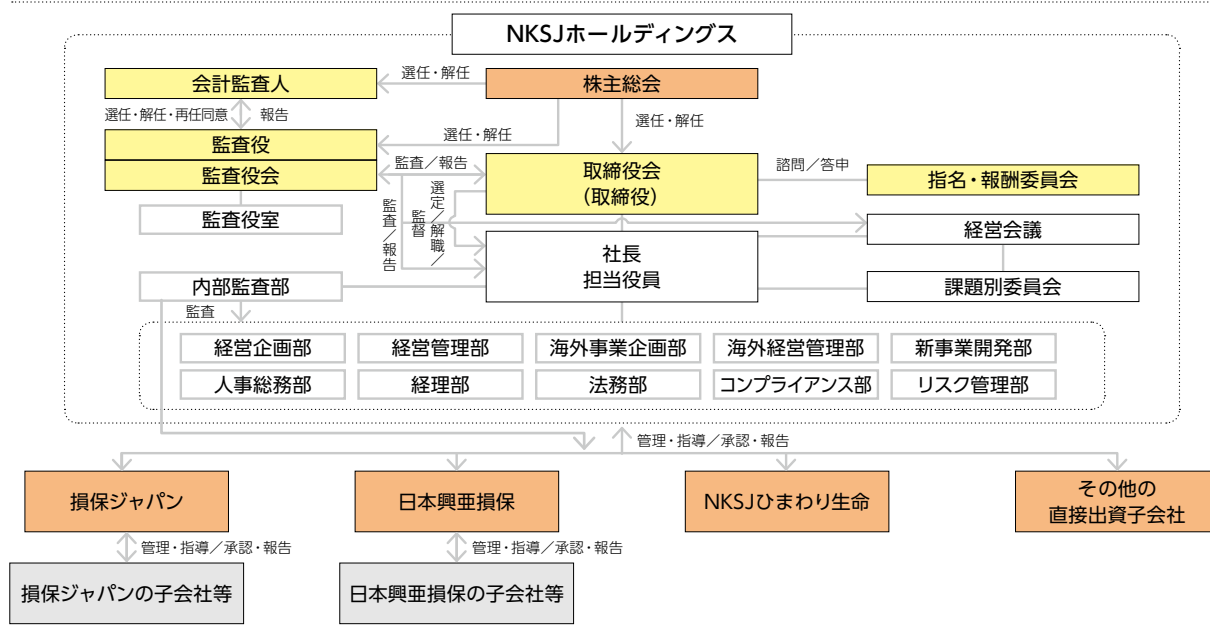 NKSJホールディングス
会計監査人
選任・解任
株主総会
選任・解任・再任同意
報告
選任・解任
選任・解任
監査役
監査役会
監査/報告
取締役会
(取締役)
諮問/答申
指名・報酬委員会
監査役室
監査/報告
選定/解職/
監督
社長
担当役員
経営会議
内部監査部
課題別委員会
監査
経営企画部
経営管理部
海外事業企画部
海外経営管理部
新事業開発部
人事総務部
経理部
法務部
コンプライアンス部
リスク管理部
管理・指導/承認・報告
損保ジャパン
日本興亜損保
NKSJひまわり生命
その他の
直接出資子会社
管理・指導/承認・報告
管理・指導/承認・報告
損保ジャパンの子会社等
日本興亜損保の子会社等